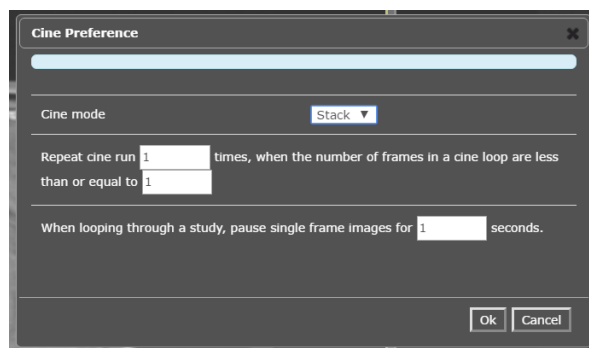 Cine Preference
Cine mode Stack
Repeat cine run 1 times, when the number of frames in a cine loop are less
than or equal to 1
When looping through a study, pause single frame images for 1 seconds.
Ok Cancel